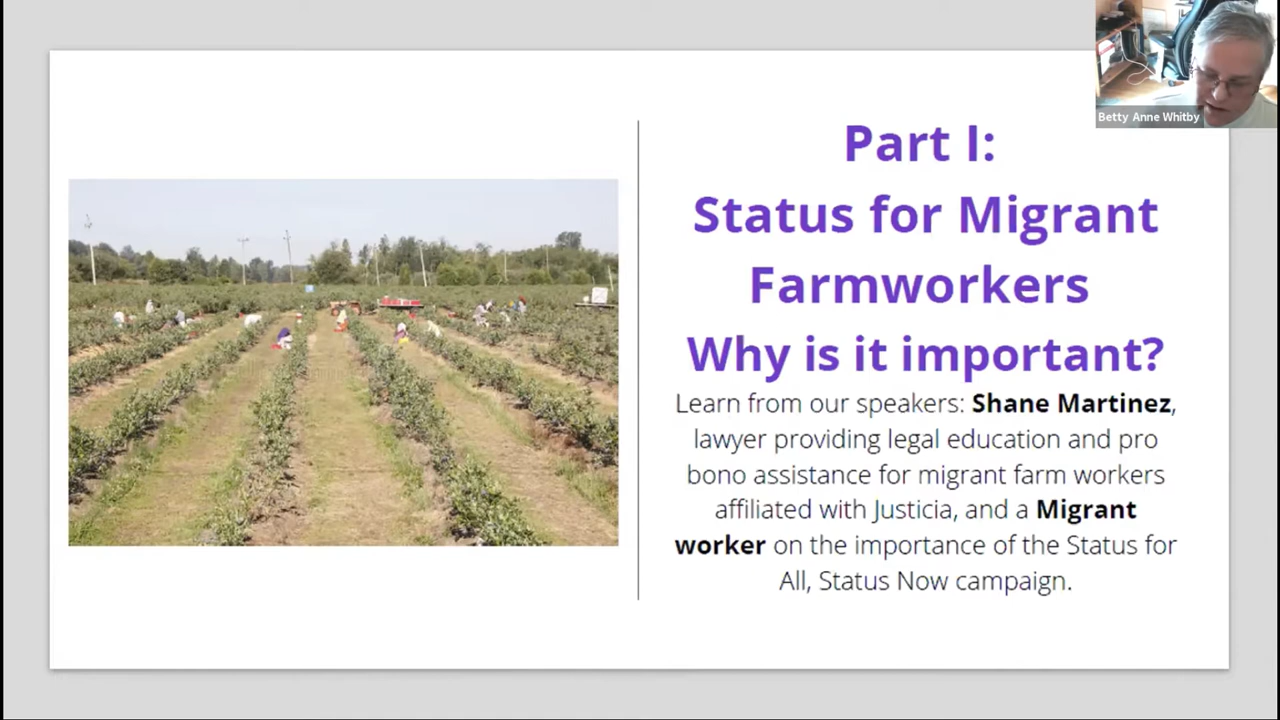 Betty Anne Whitby
Part I:
Status for Migrant
Farmworkers
Why is it important?
Learn from our speakers: Shane Martinez,
lawyer providing legal education and pro
bono assistance for migrant farm workers
affiliated with Justicia, and a Migrant
worker on the importance of the Status for
All, Status Now campaign.